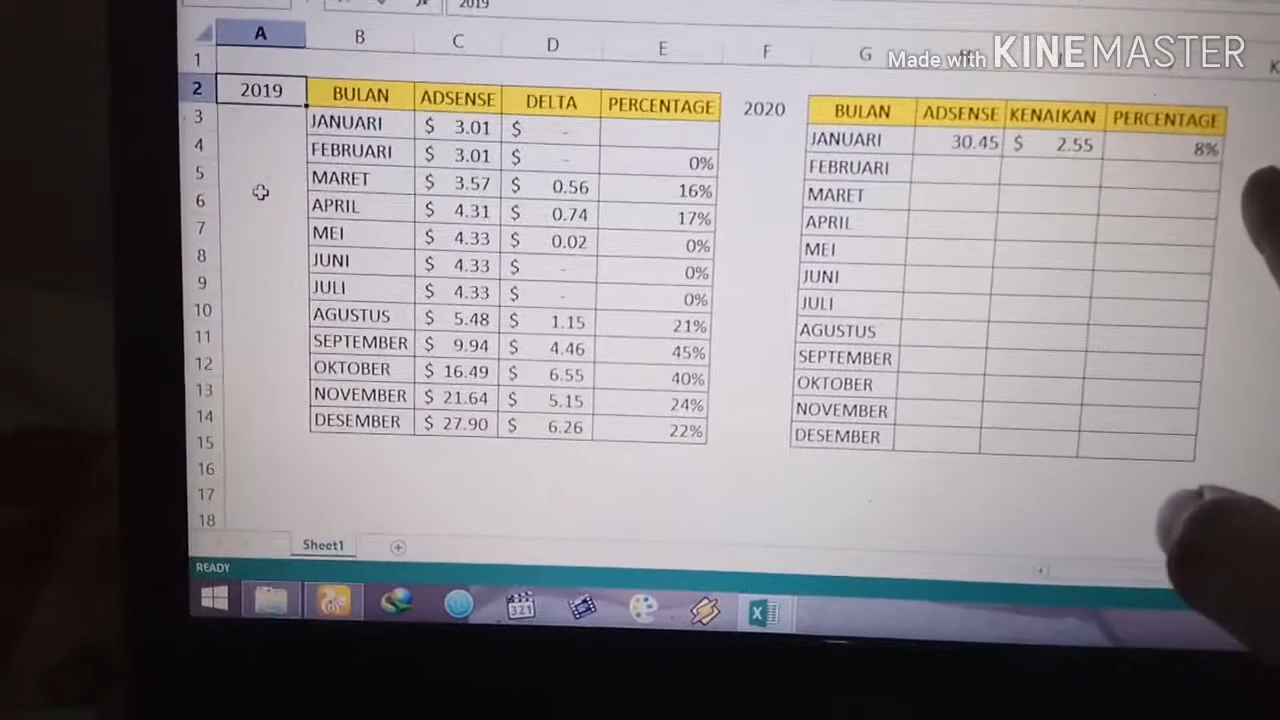 2019
Made with KINEMASTER
A B C D E F G K
1
2 2019 BULAN ADSENSE DELTA PERCENTAGE 2020 BULAN ADSENSE KENAIKAN PERCENTAGE
3 JANUARI $ 3.01 $ - JANUARI 30.45 $ 2.55 8%
4 FEBRUARI $ 3.01 $ - 0% FEBRUARI
5 MARET $ 3.57 $ 0.56 16% MARET
6 APRIL $ 4.31 $ 0.74 17% APRIL
7 MEI $ 4.33 $ 0.02 0% MEI
8 JUNI $ 4.33 $ - 0% JUNI
9 JULI $ 4.33 $ - 0% JULI
10 AGUSTUS $ 5.48 $ 1.15 21% AGUSTUS
11 SEPTEMBER $ 9.94 $ 4.46 45% SEPTEMBER
12 OKTOBER $ 16.49 $ 6.55 40% OKTOBER
13 NOVEMBER $ 21.64 $ 5.15 24% NOVEMBER
14 DESEMBER $ 27.90 $ 6.26 22% DESEMBER
15
16
17
18
Sheet1
READY
321